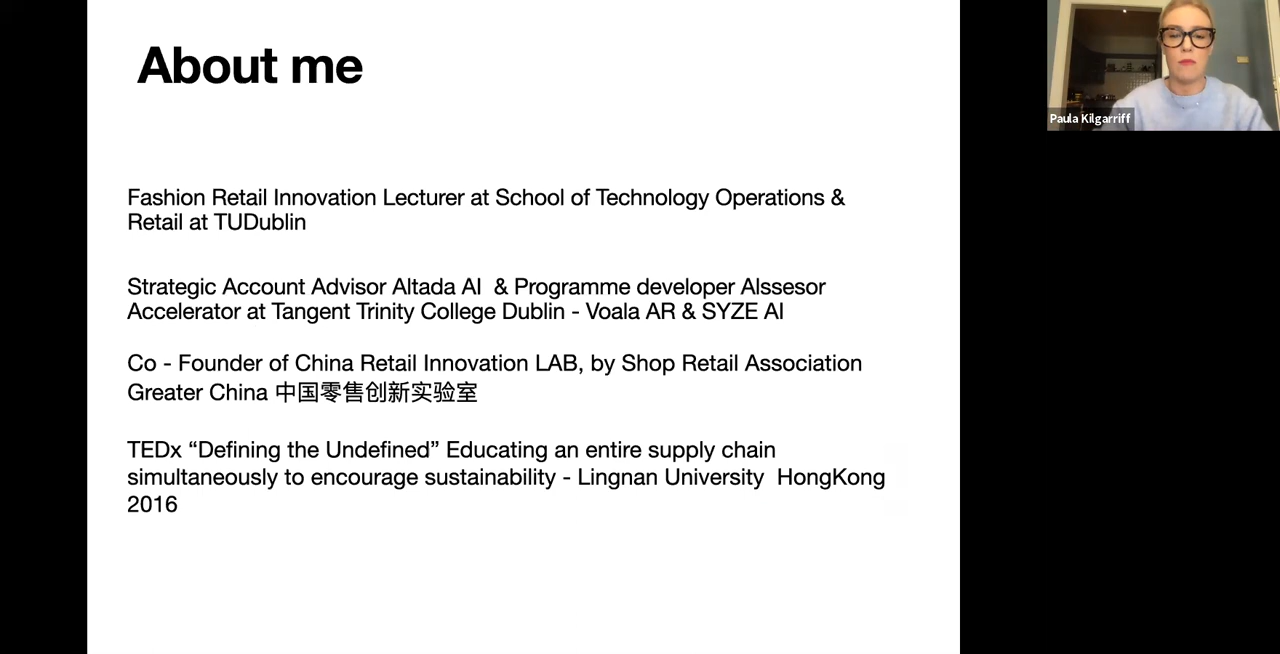 About me
Paula Kilgarriff
Fashion Retail Innovation Lecturer at School of Technology Operations &
Retail at TUDublin
Strategic Account Advisor Altada AI  & Programme developer AIssesor
Accelerator at Tangent Trinity College Dublin - Voala AR & SYZE AI
Co - Founder of China Retail Innovation LAB, by Shop Retail Association
Greater China 中国零售创新实验室
TEDx “Defining the Undefined” Educating an entire supply chain
simultaneously to encourage sustainability - Lingnan University  HongKong
2016